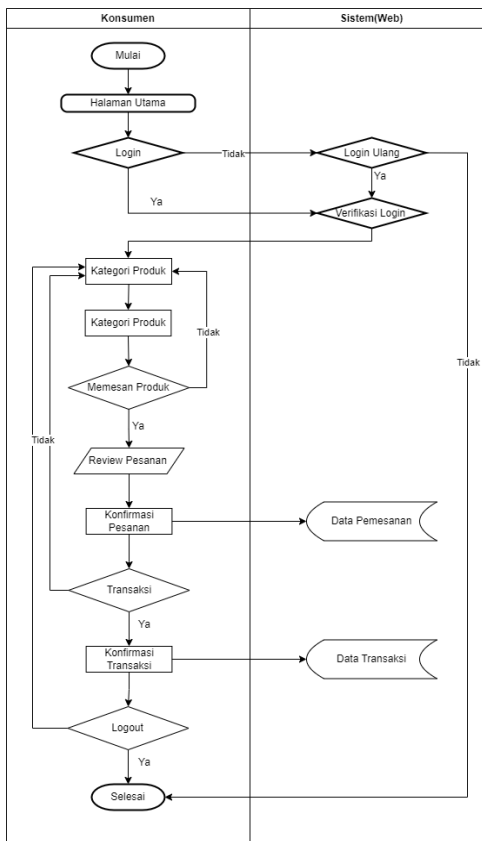 Konsumen
Sistem(Web)
Mulai
Halaman Utama
Login
Tidak
Login Ulang
Ya
Ya
Verifikasi Login
Kategori Produk
Kategori Produk
Tidak
Tidak
Memesan Produk
Ya
Tidak
Review Pesanan
Konfirmasi
Pesanan
Data Pemesanan
Transaksi
Ya
Konfirmasi
Transaksi
Data Transaksi
Logout
Ya
Selesai